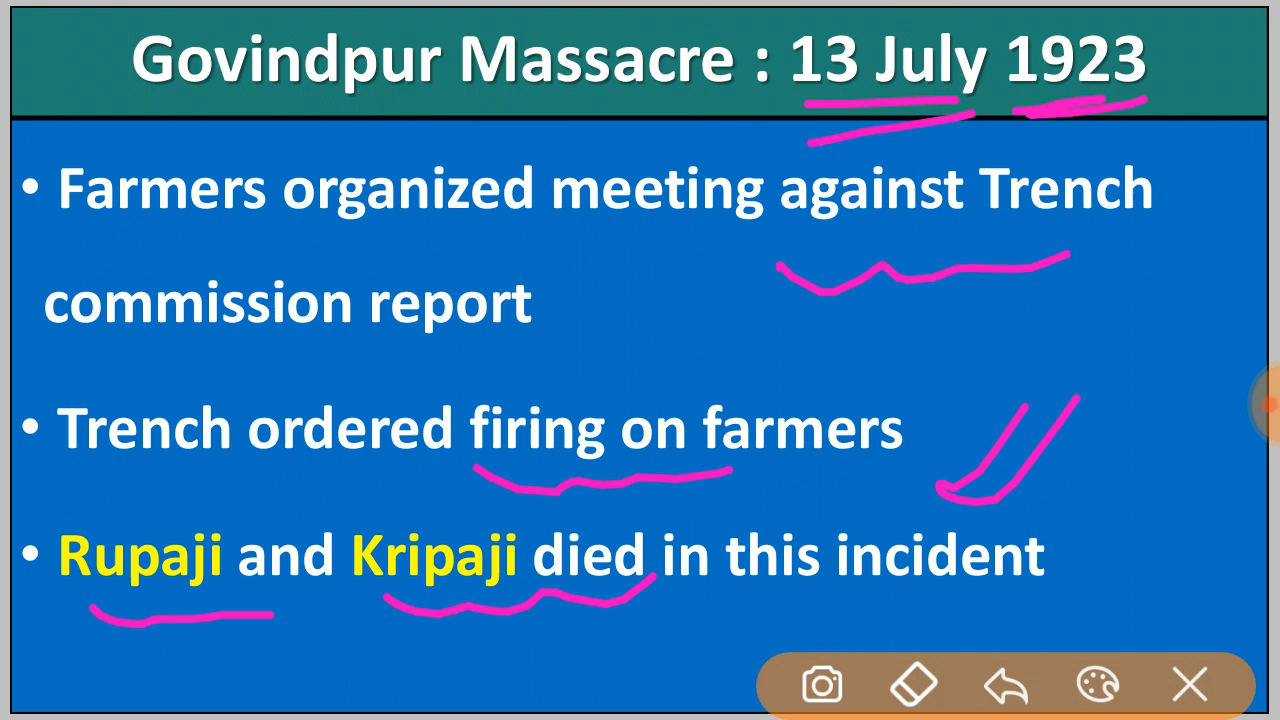 Govindpur Massacre : 13 July 1923
• Farmers organized meeting against Trench
commission report
• Trench ordered firing on farmers
• Rupaji and Kripaji died in this incident